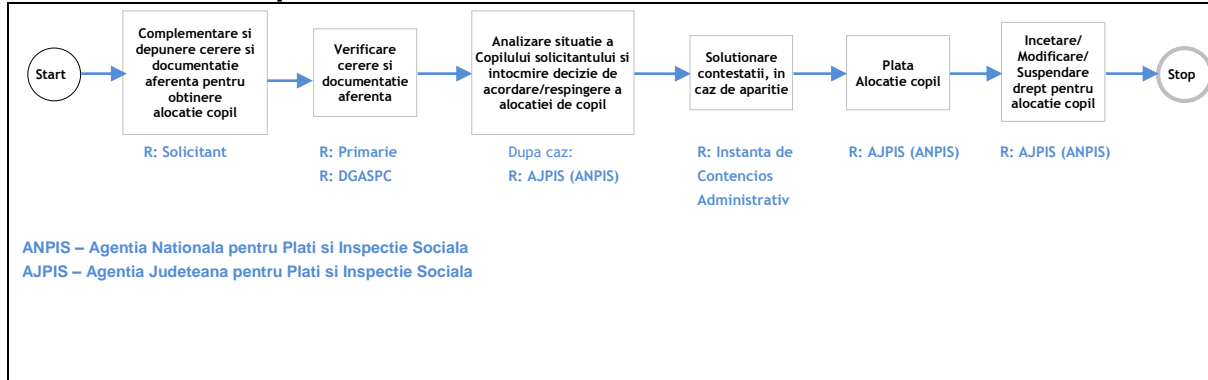 Start
Complementare si
depunere cerere si
documentatie
aferenta pentru
obtinere
alocatie copil
Verificare
cerere si
documentatie
aferenta
Analizare situatie a
Copilului solicitantului si
intocmire decizie de
acordare/respingere a
alocatiei de copil
Solutionare
contestatii, in
caz de aparitie
Plata
Alocatie copil
Incetare/
Modificare/
Suspendare
drept pentru
alocatie copil
Stop
R: Solicitant
R: Primarie
R: DGASPC
Dupa caz:
R: AJPIS (ANPIS)
R: Instanta de
Contencios
Administrativ
R: AJPIS (ANPIS)
R: AJPIS (ANPIS)
ANPIS – Agentia Nationala pentru Plati si Inspectie Sociala
AJPIS – Agentia Judeteana pentru Plati si Inspectie Sociala